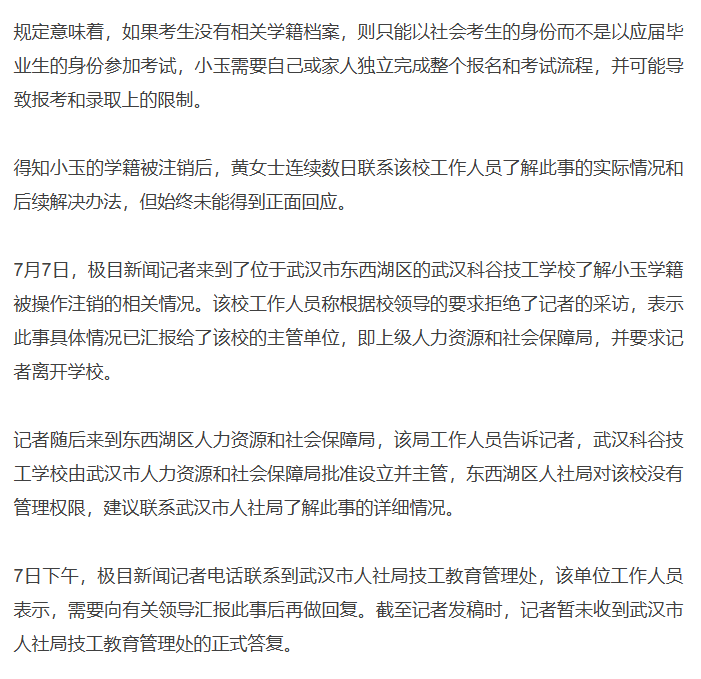 规定意味着，如果考生没有相关学籍档案，则只能以社会考生的身份而不是以应届毕
业生的身份参加考试，小玉需要自己或家人独立完成整个报名和考试流程，并可能导
致报考和录取上的限制。
得知小玉的学籍被注销后，黄女士连续数日联系该校工作人员了解此事的实际情况和
后续解决办法，但始终未能得到正面回应。
7月7日，极目新闻记者来到了位于武汉市东西湖区的武汉科谷技工学校了解小玉学籍
被操作注销的相关情况。该校工作人员称根据校领导的要求拒绝了记者的采访，表示
此事具体情况已汇报给了该校的主管单位，即上级人力资源和社会保障局，并要求记
者离开学校。
记者随后来到东西湖区人力资源和社会保障局，该局工作人员告诉记者，武汉科谷技
工学校由武汉市人力资源和社会保障局批准设立并主管，东西湖区人社局对该校没有
管理权限，建议联系武汉市人社局了解此事的详细情况。
7日下午，极目新闻记者电话联系到武汉市人社局技工教育管理处，该单位工作人员
表示，需要向有关领导汇报此事后再做回复。截至记者发稿时，记者暂未收到武汉市
人社局技工教育管理处的正式答复。